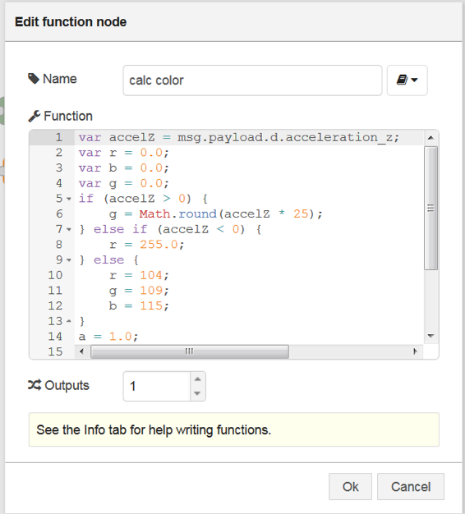 Edit function node
Name
calc color
Function
1 var accelZ = msg.payload.d.acceleration_z;
2 var r = 0.0;
3 var b = 0.0;
4 var g = 0.0;
5 if (accelZ > 0) {
6     g = Math.round(accelZ * 25);
7 } else if (accelZ < 0) {
8     r = 255.0;
9 } else {
10     r = 104;
11     g = 109;
12     b = 115;
13 }
14 a = 1.0;
15
Outputs
1
See the Info tab for help writing functions.
Ok Cancel